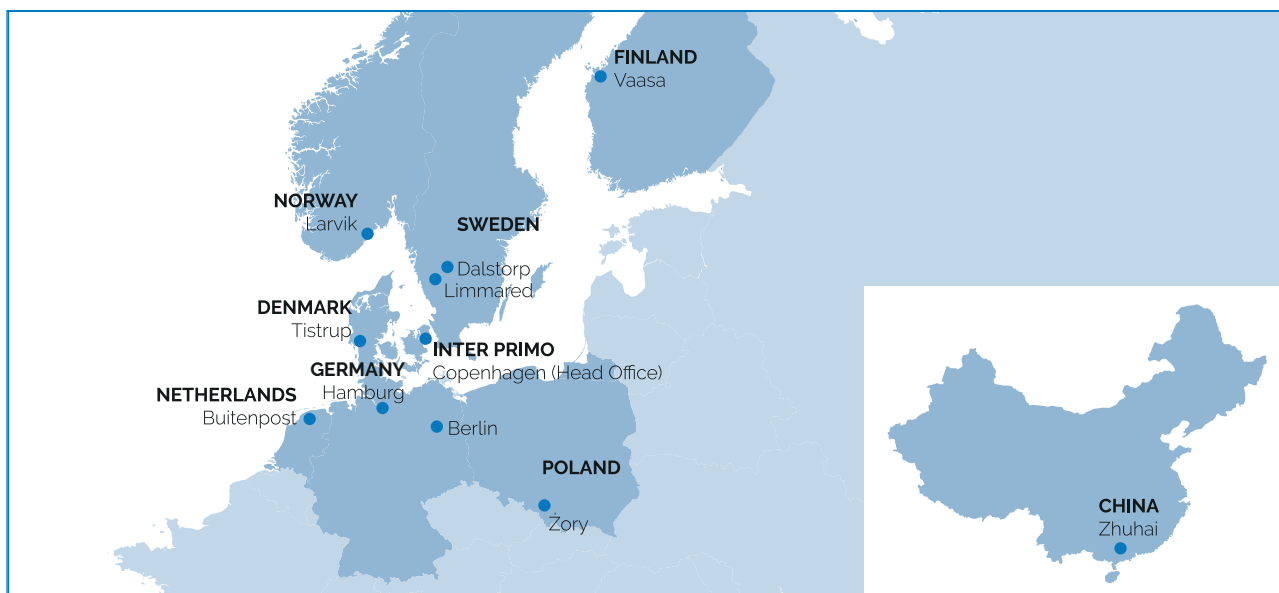 FINLAND
Vaasa
NORWAY
Larvik
SWEDEN
Dalstorp
Limmared
DENMARK
Tistrup
INTER PRIMO
Copenhagen (Head Office)
GERMANY
Hamburg
NETHERLANDS
Buitenpost
Berlin
POLAND
Żory
CHINA
Zhuhai